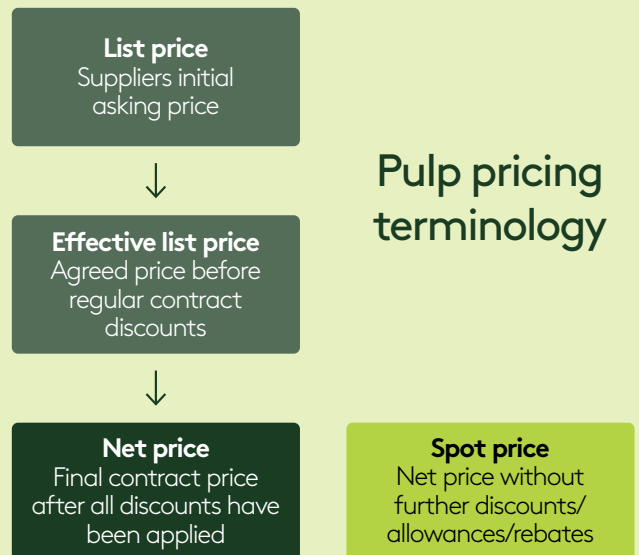 List price
Suppliers initial
asking price
Pulp pricing
terminology
Effective list price
Agreed price before
regular contract
discounts
Net price
Final contract price
after all discounts have
been applied
Spot price
Net price without
further discounts/
allowances/rebates